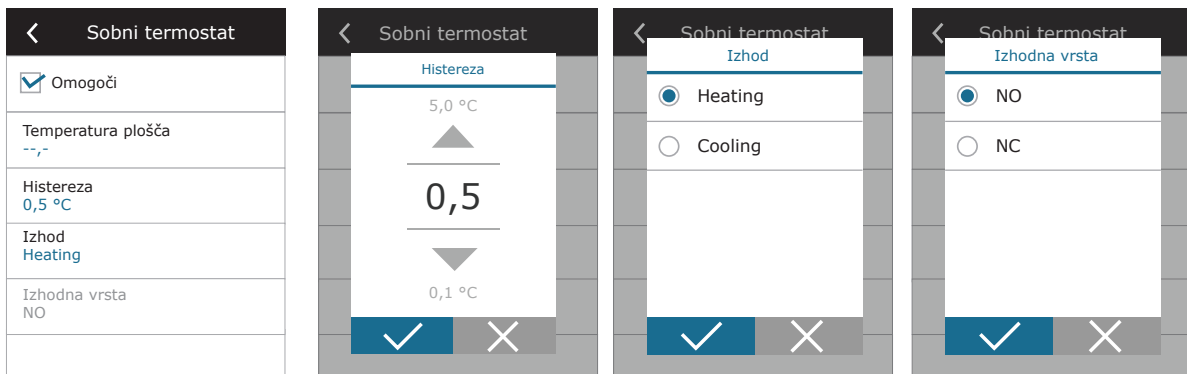 Sobni termostat
Omogoči
Temperatura plošča
--,-
Histereza
0,5 °C
Izhod
Heating
Izhodna vrsta
NO
Sobni termostat
Histereza
5,0 °C
0,5
0,1 °C
Sobni termostat
Izhod
Heating
Cooling
Sobni termostat
Izhodna vrsta
NO
NC